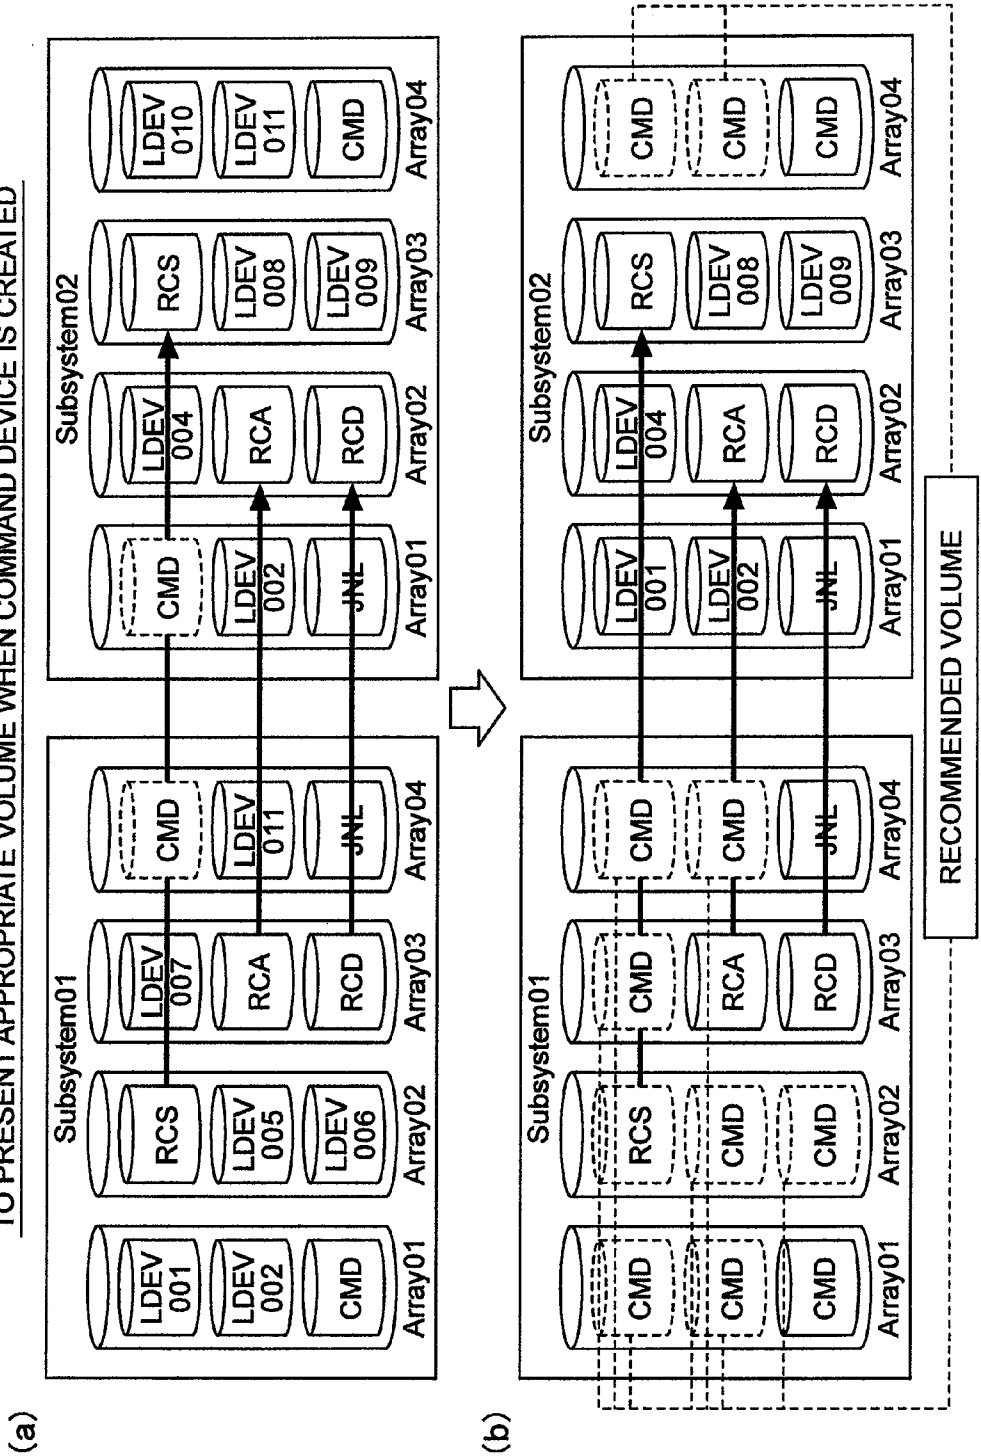 TO PRESENT APPROPRIATE VOLUME WHEN COMMAND DEVICE IS CREATED
(a)
Subsystem01
LDEV
001
LDEV
002
CMD
Array01
RCS
LDEV
005
LDEV
006
Array02
LDEV
007
RCA
RCD
Array03
CMD
LDEV
011
JNL
Array04
Subsystem02
CMD
LDEV
002
JNL
Array01
LDEV
004
RCA
RCD
Array02
RCS
LDEV
008
LDEV
009
Array03
LDEV
010
LDEV
011
CMD
Array04
(b)
Subsystem01
CMD
CMD
CMD
Array01
RCS
CMD
CMD
Array02
CMD
RCA
RCD
Array03
CMD
CMD
JNL
Array04
Subsystem02
LDEV
001
LDEV
002
JNL
Array01
LDEV
004
RCA
RCD
Array02
RCS
LDEV
008
LDEV
009
Array03
CMD
CMD
CMD
Array04
RECOMMENDED VOLUME